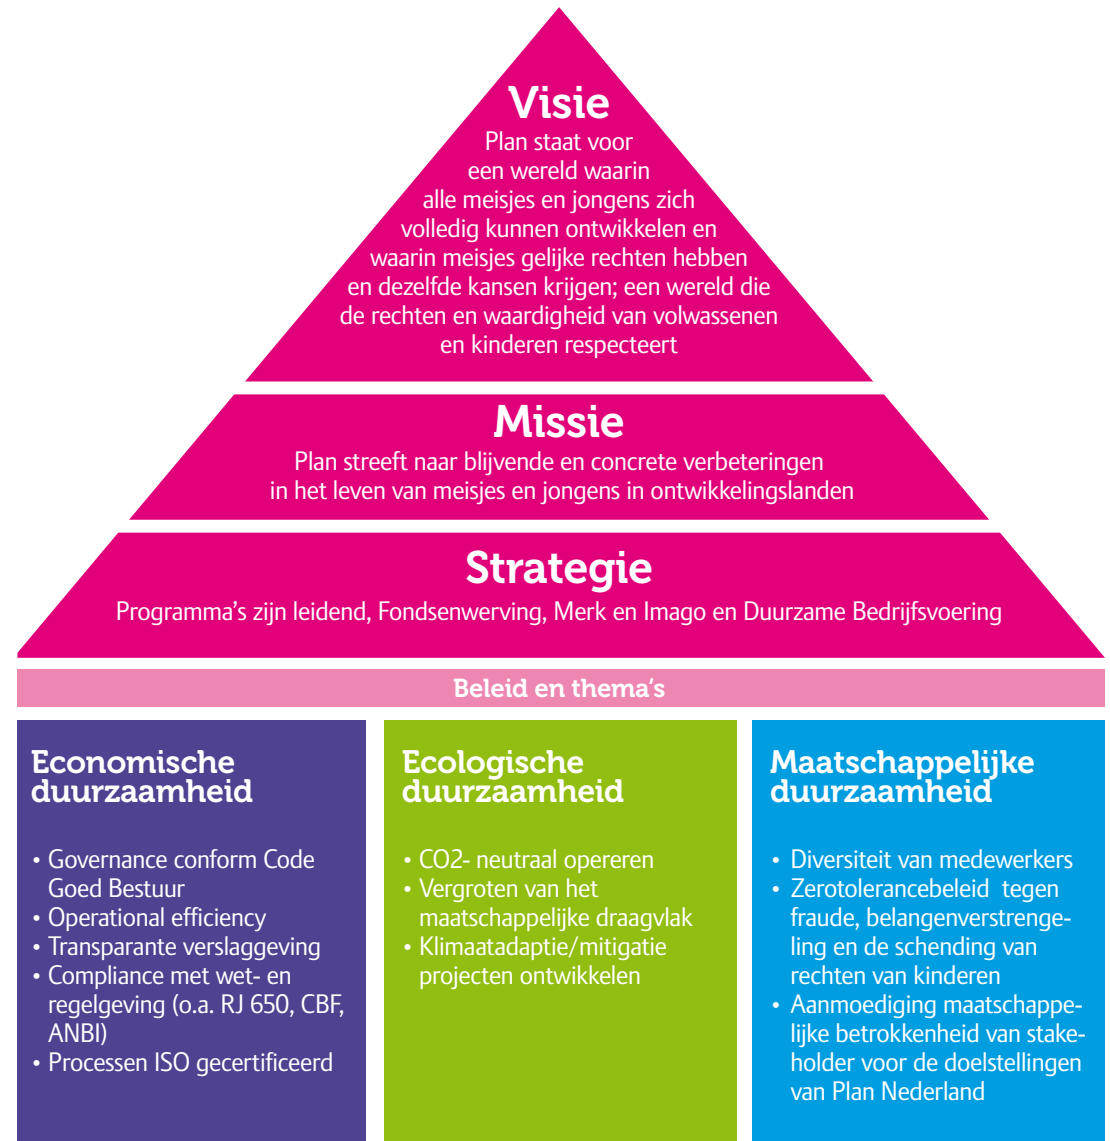 Visie
Plan staat voor
een wereld waarin
alle meisjes en jongens zich
volledig kunnen ontwikkelen en
waarin meisjes gelijke rechten hebben
en dezelfde kansen krijgen; een wereld die
de rechten en waardigheid van volwassenen
en kinderen respecteert
Missie
Plan streeft naar blijvende en concrete verbeteringen
in het leven van meisjes en jongens in ontwikkelingslanden
Strategie
Programma's zijn leidend, Fondsenwerving, Merk en Imago en Duurzame Bedrijfsvoering
Beleid en thema's
Economische
duurzaamheid
• Governance conform Code
Goed Bestuur
• Operational efficiency
• Transparante verslaggeving
• Compliance met wet- en
regelgeving (o.a. RJ 650, CBF,
ANBI)
• Processen ISO gecertificeerd
Ecologische
duurzaamheid
• CO2- neutraal opereren
• Vergroten van het
maatschappelijke draagvlak
• Klimaatadaptie/mitigatie
projecten ontwikkelen
Maatschappelijke
duurzaamheid
• Diversiteit van medewerkers
• Zerotolerancebeleid tegen
fraude, belangenverstrenge-
ling en de schending van
rechten van kinderen
• Aanmoediging maatschappe-
lijke betrokkenheid van stake-
holder voor de doelstellingen
van Plan Nederland